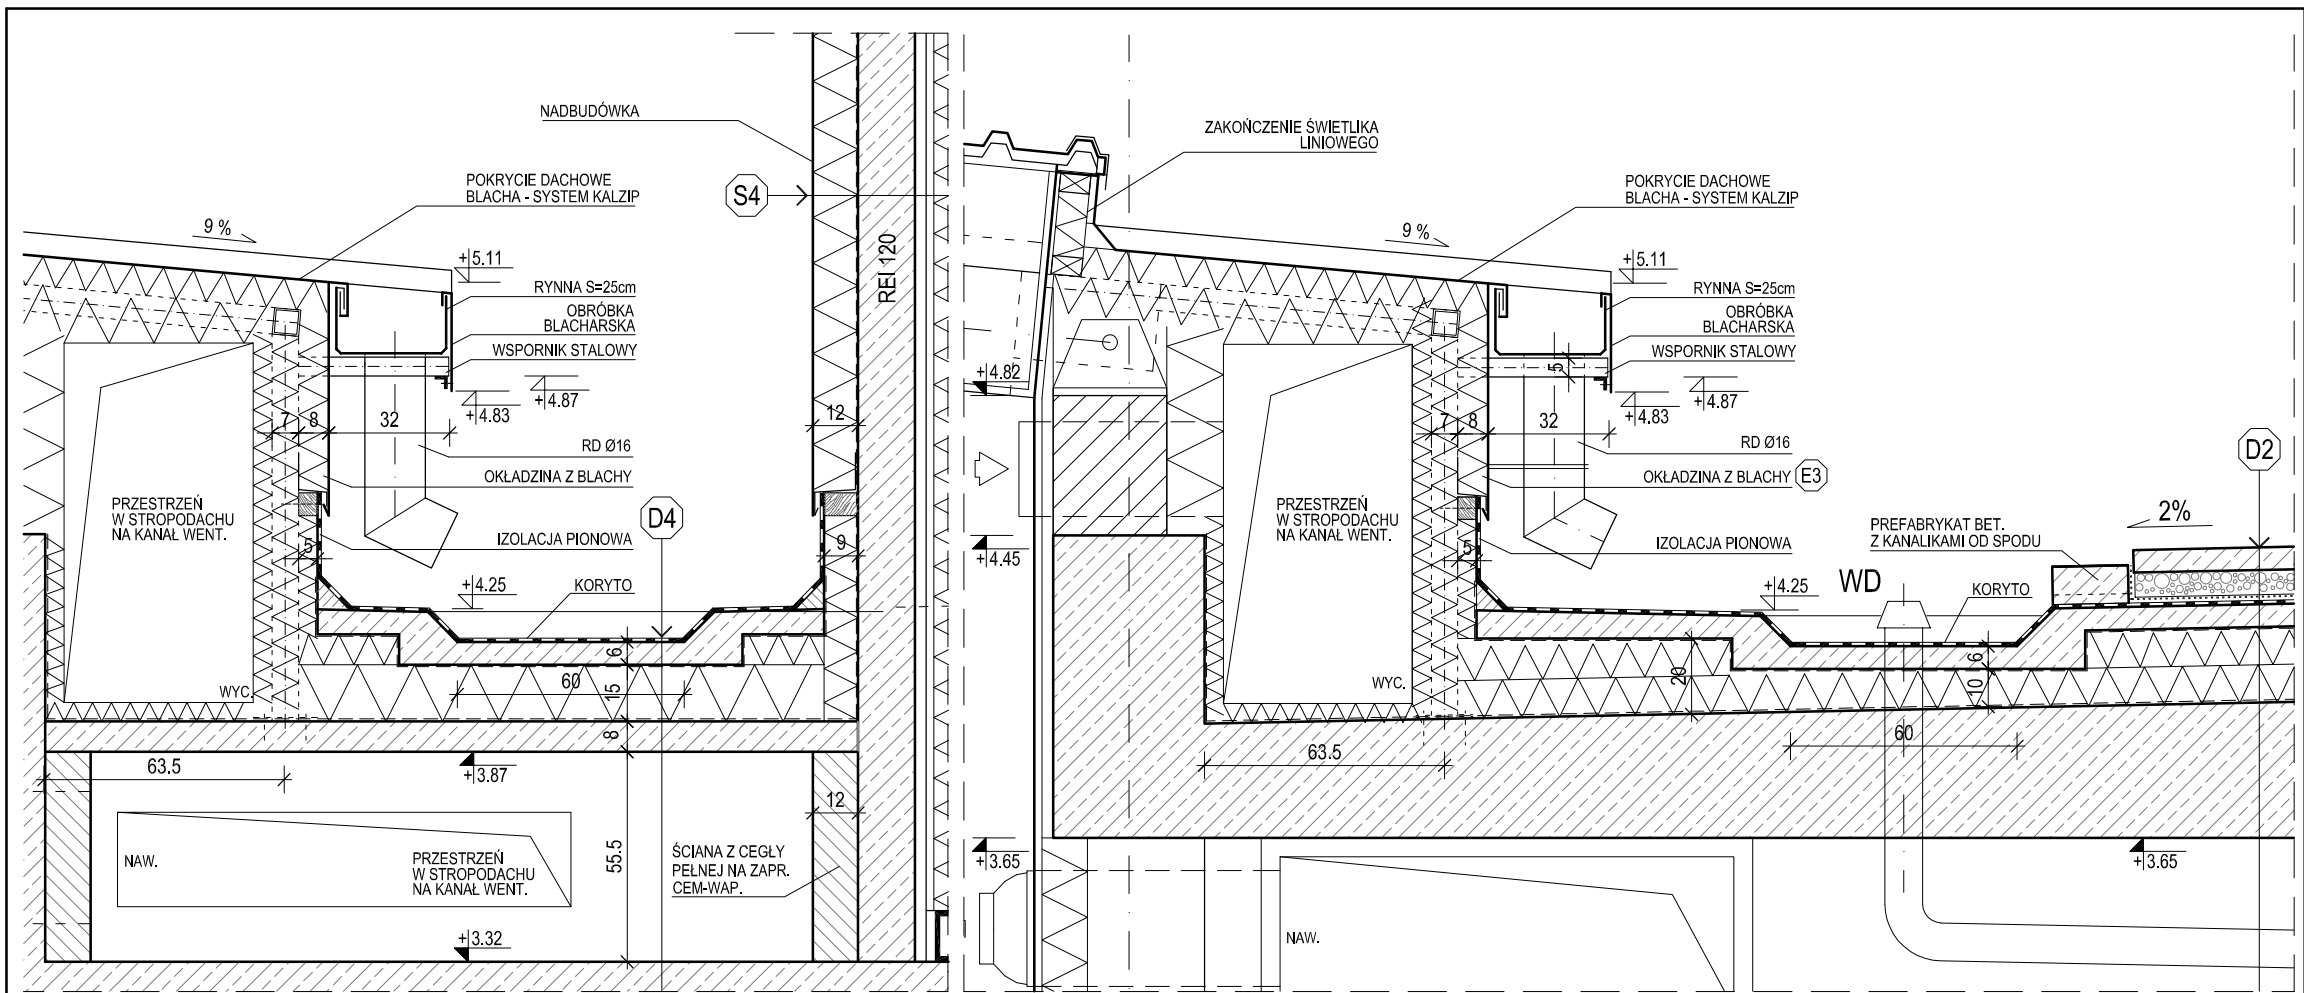 NADBUDÓWKA
POKRYCIE DACHOWE
BLACHA - SYSTEM KALZIP
S4
9 %
+5.11
RYNNA S=25cm
OBRÓBKA
BLACHARSKA
WSPORNIK STALOWY
+4.87
+4.83
7
8
32
12
RD Ø16
OKŁADZINA Z BLACHY
PRZESTRZEŃ
W STROPODACHU
NA KANAŁ WENT.
D4
IZOLACJA PIONOWA
5
9
+4.25
KORYTO
6
60
15
WYC.
8
63.5
+3.87
12
NAW.
PRZESTRZEŃ
W STROPODACHU
NA KANAŁ WENT.
55.5
ŚCIANA Z CEGŁY
PEŁNEJ NA ZAPR.
CEM-WAP.
+3.32
REI 120
ZAKOŃCZENIE ŚWIETLIKA
LINIOWEGO
POKRYCIE DACHOWE
BLACHA - SYSTEM KALZIP
9 %
+5.11
RYNNA S=25cm
OBRÓBKA
BLACHARSKA
WSPORNIK STALOWY
5
+4.82
+4.87
+4.83
7
8
32
RD Ø16
OKŁADZINA Z BLACHY
E3
D2
PRZESTRZEŃ
W STROPODACHU
NA KANAŁ WENT.
2%
PREFABRYKAT BET.
Z KANALIKAMI OD SPODU
IZOLACJA PIONOWA
5
+4.45
+4.25
WD
KORYTO
6
20
10
WYC.
60
63.5
+3.65
+3.65
NAW.